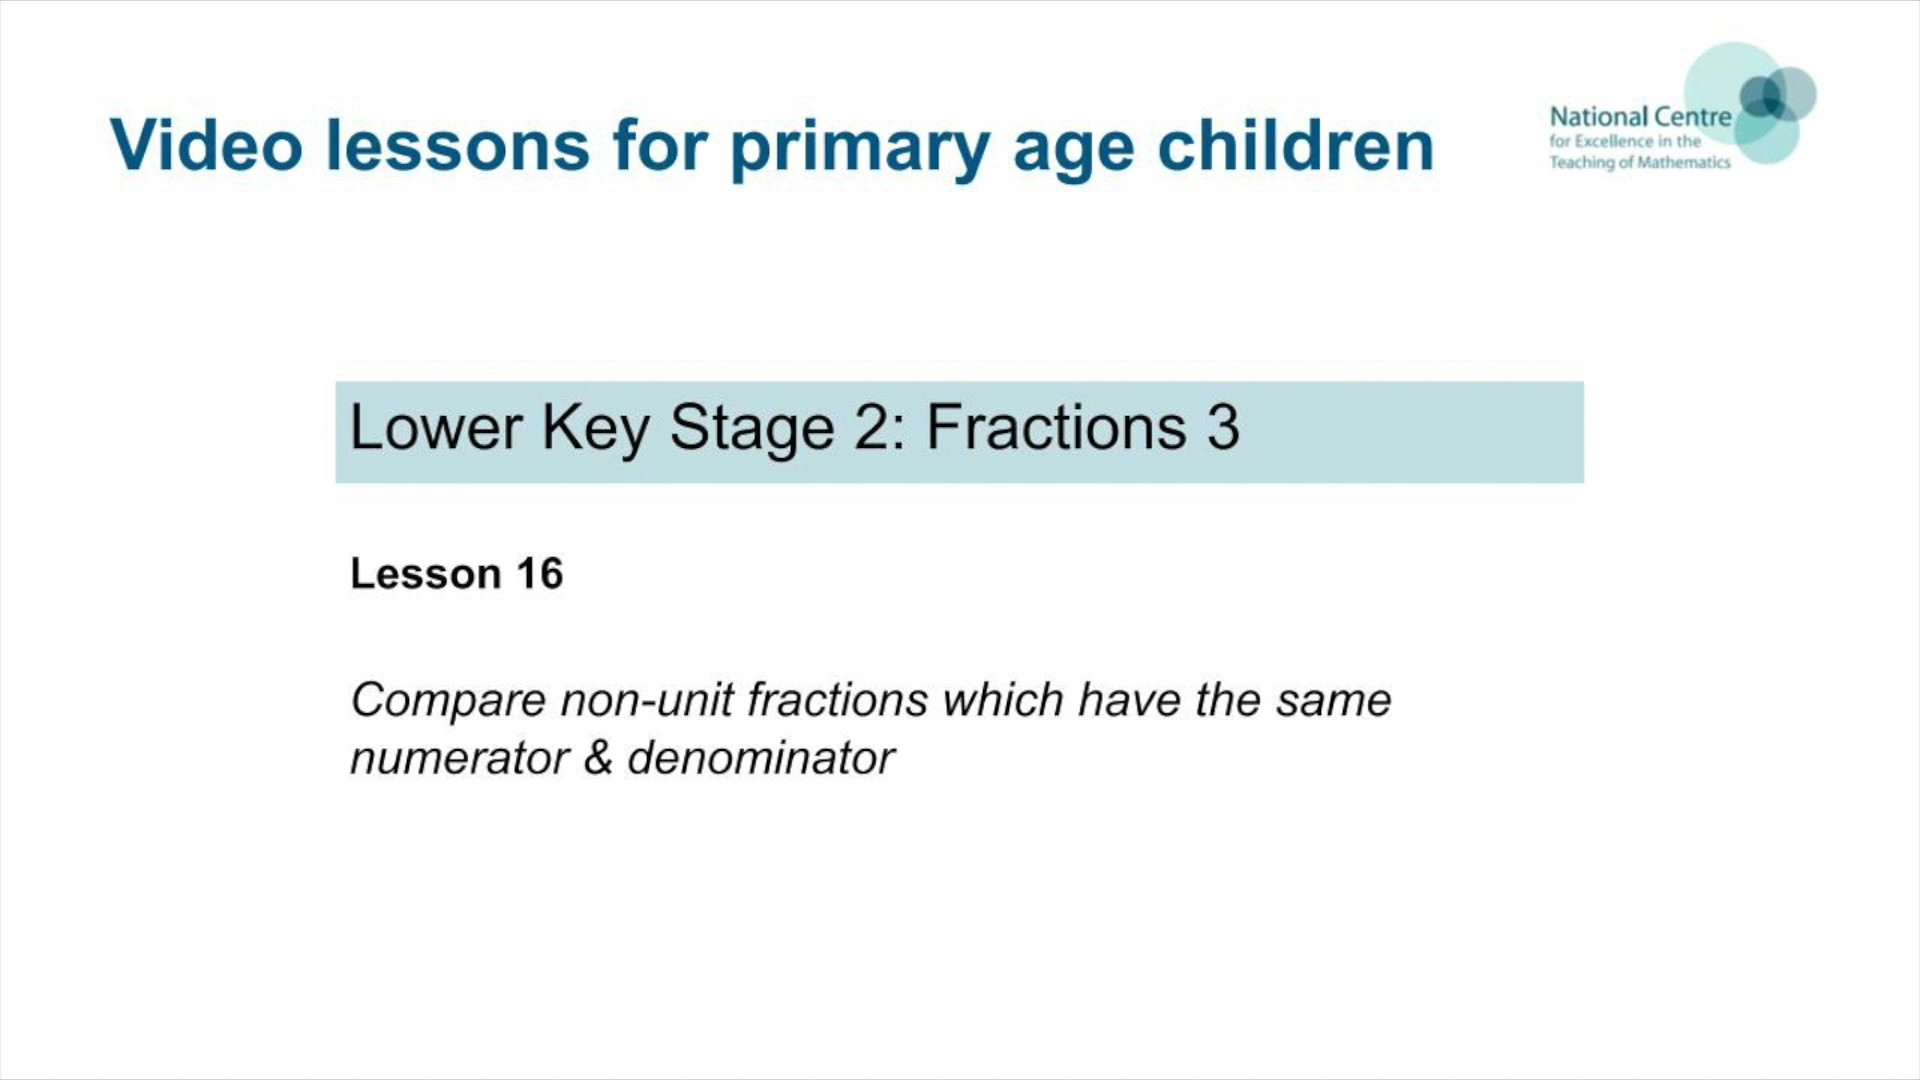 Video lessons for primary age children
National Centre
for Excellence in the
Teaching of Mathematics
Lower Key Stage 2: Fractions 3
Lesson 16
Compare non-unit fractions which have the same
numerator & denominator